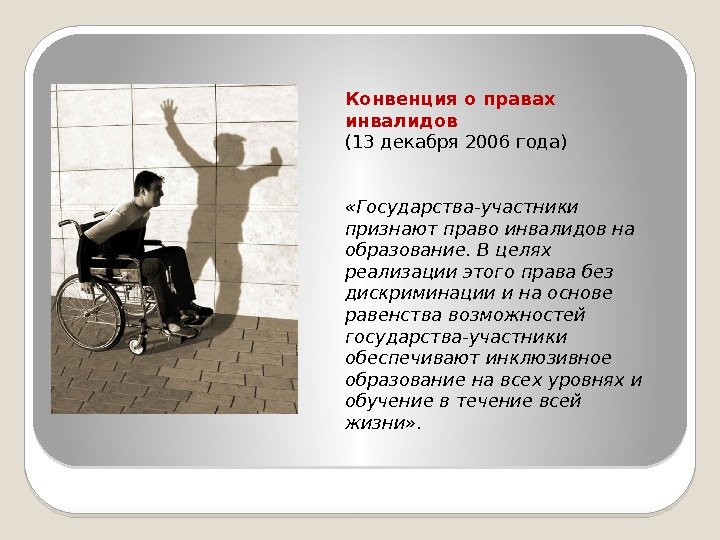 Конвенция о правах
инвалидов
(13 декабря 2006 года)
«Государства-участники
признают право инвалидов на
образование. В целях
реализации этого права без
дискриминации и на основе
равенства возможностей
государства-участники
обеспечивают инклюзивное
образование на всех уровнях и
обучение в течение всей
жизни».